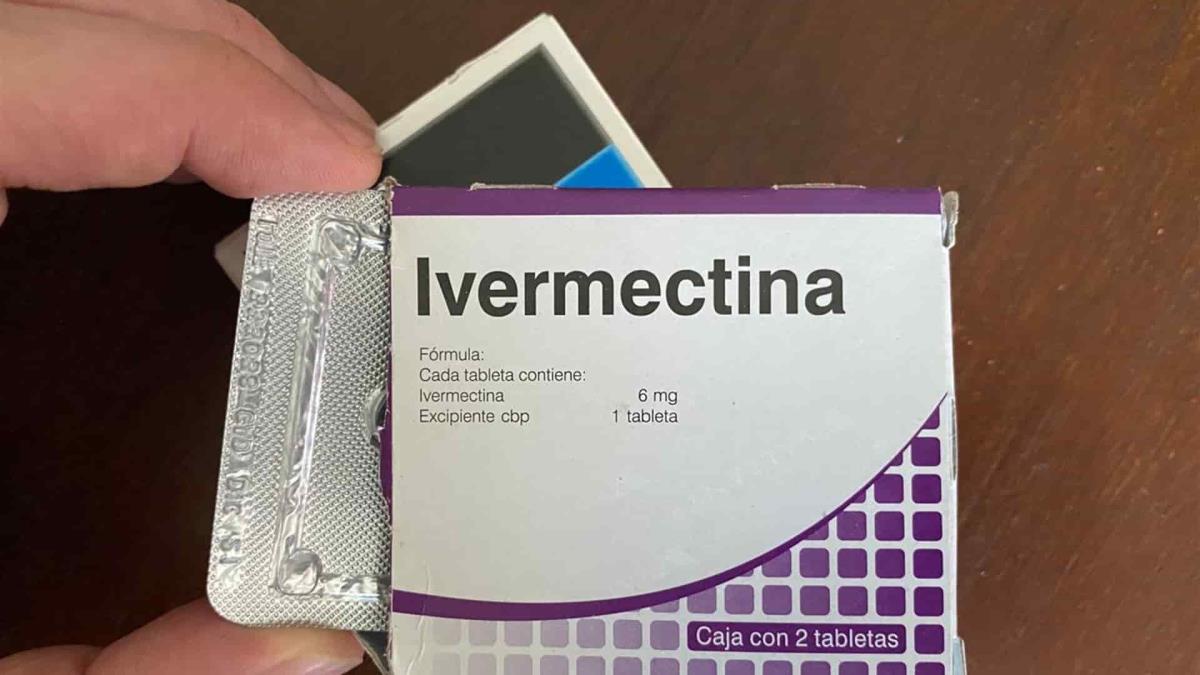 Ivermectina
Fórmula:
Cada tableta contiene:
Ivermectina 6 mg
Excipiente cbp 1 tableta
Caja con 2 tabletas